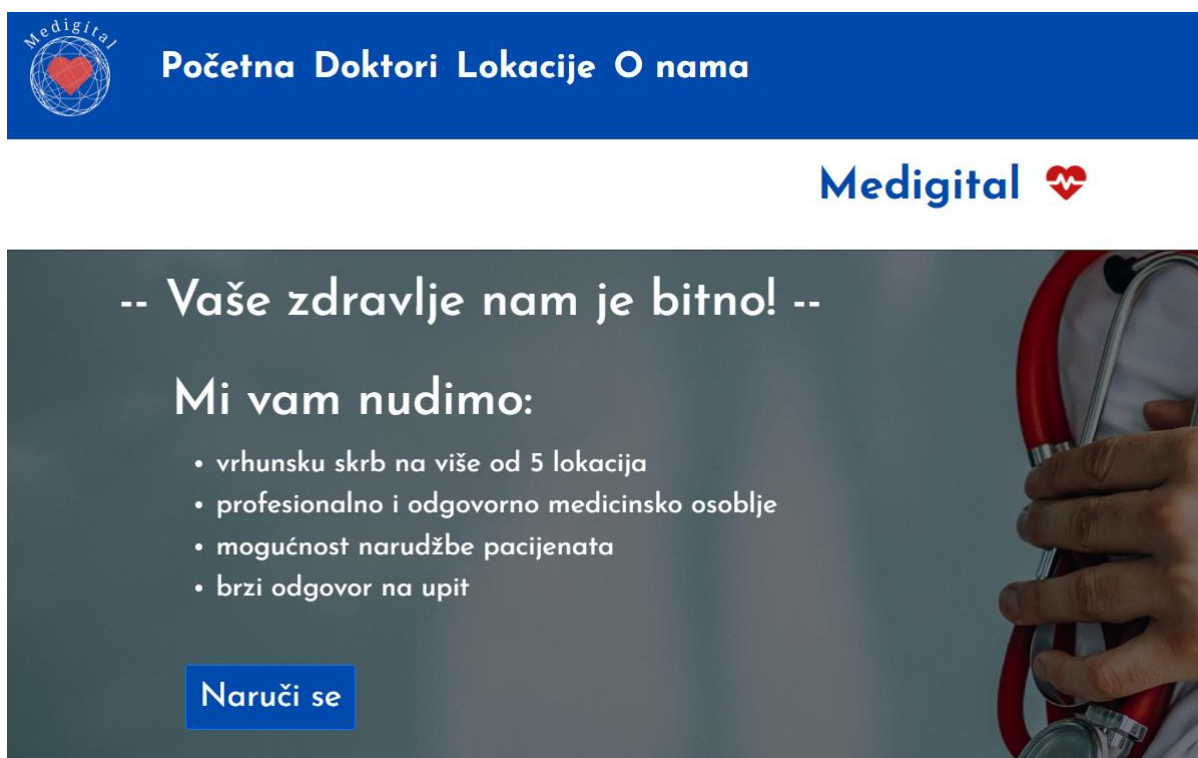 Medigital
Početna Doktori Lokacije O nama
Medigital
-- Vaše zdravlje nam je bitno! --
Mi vam nudimo:
• vrhunsku skrb na više od 5 lokacija
• profesionalno i odgovorno medicinsko osoblje
• mogućnost narudžbe pacijenata
• brzi odgovor na upit
Naruči se